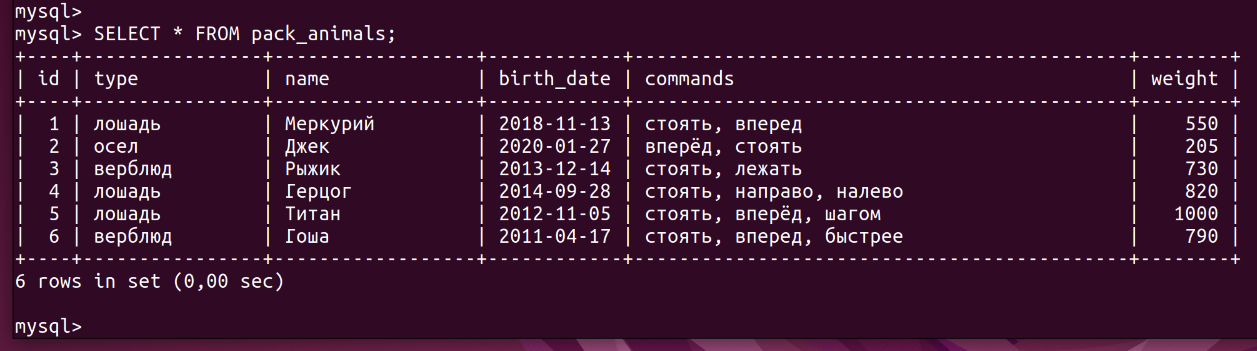 mysql>
mysql> SELECT * FROM pack_animals;
+----+----------------+------------------+------------+---------------------------------------------+--------+
| id | type           | name             | birth_date | commands                                    | weight |
+----+----------------+------------------+------------+---------------------------------------------+--------+
|  1 | лошадь         | Меркурий         | 2018-11-13 | стоять, вперед                              |    550 |
|  2 | осел           | Джек             | 2020-01-27 | вперёд, стоять                              |    205 |
|  3 | верблюд        | Рыжик            | 2013-12-14 | стоять, лежать                              |    730 |
|  4 | лошадь         | Герцог           | 2014-09-28 | стоять, направо, налево                     |    820 |
|  5 | лошадь         | Титан            | 2012-11-05 | стоять, вперёд, шагом                       |   1000 |
|  6 | верблюд        | Гоша             | 2011-04-17 | стоять, вперед, быстрее                     |    790 |
+----+----------------+------------------+------------+---------------------------------------------+--------+
6 rows in set (0,00 sec)
mysql>